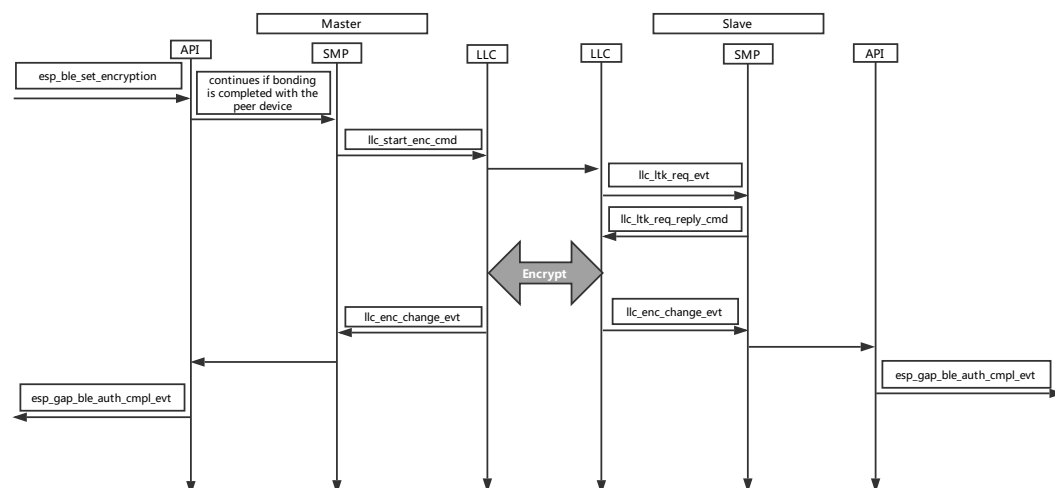 Master
Slave
API
SMP
LLC
LLC
SMP
API
esp_ble_set_encryption
continues if bonding
is completed with the
peer device
llc_start_enc_cmd
llc_ltk_req_evt
llc_ltk_req_reply_cmd
Encrypt
llc_enc_change_evt
llc_enc_change_evt
esp_gap_ble_auth_cmpl_evt
esp_gap_ble_auth_cmpl_evt